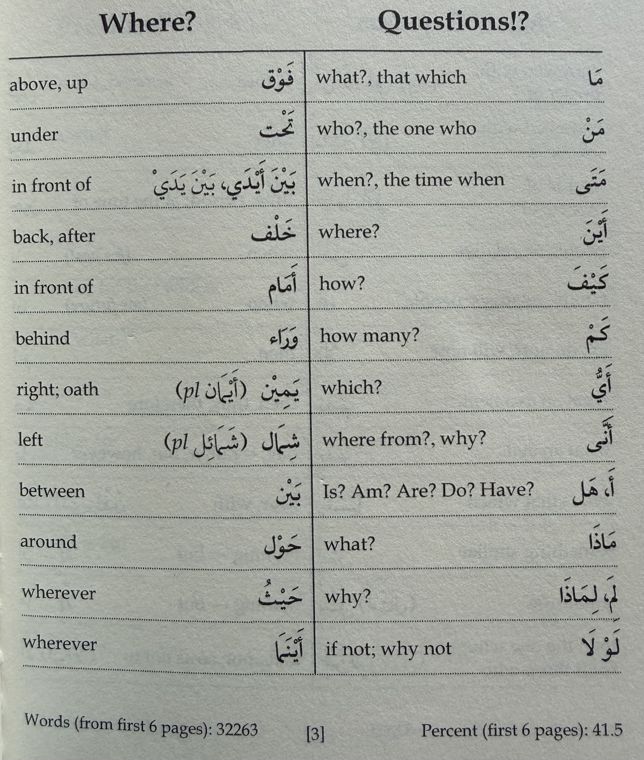 Where? Questions!?
above, up فَوْق what?, that which مَا
under تَحْت who?, the one who مَنْ
in front of بَيْنَ أَيْدَي، بَيْنَ يَدَيْ when?, the time when مَتَى
back, after خَلْف where? أَيْنَ
in front of أَمَام how? كَيْفَ
behind وَرَاء how many? كَمْ
right; oath يَمِيْن (أَيْمَان pl) which? أَيُّ
left شِمَال (شَمَائِل pl) where from?, why? أَنَّى
between بَيْن Is? Am? Are? Do? Have? أَ، هَل
around حَوْل what? مَاذَا
wherever حَيْثُ why? لِمَ، لِمَاذَا
wherever أَيْنَمَا if not; why not لَوْ لَا
Words (from first 6 pages): 32263 [3] Percent (first 6 pages): 41.5